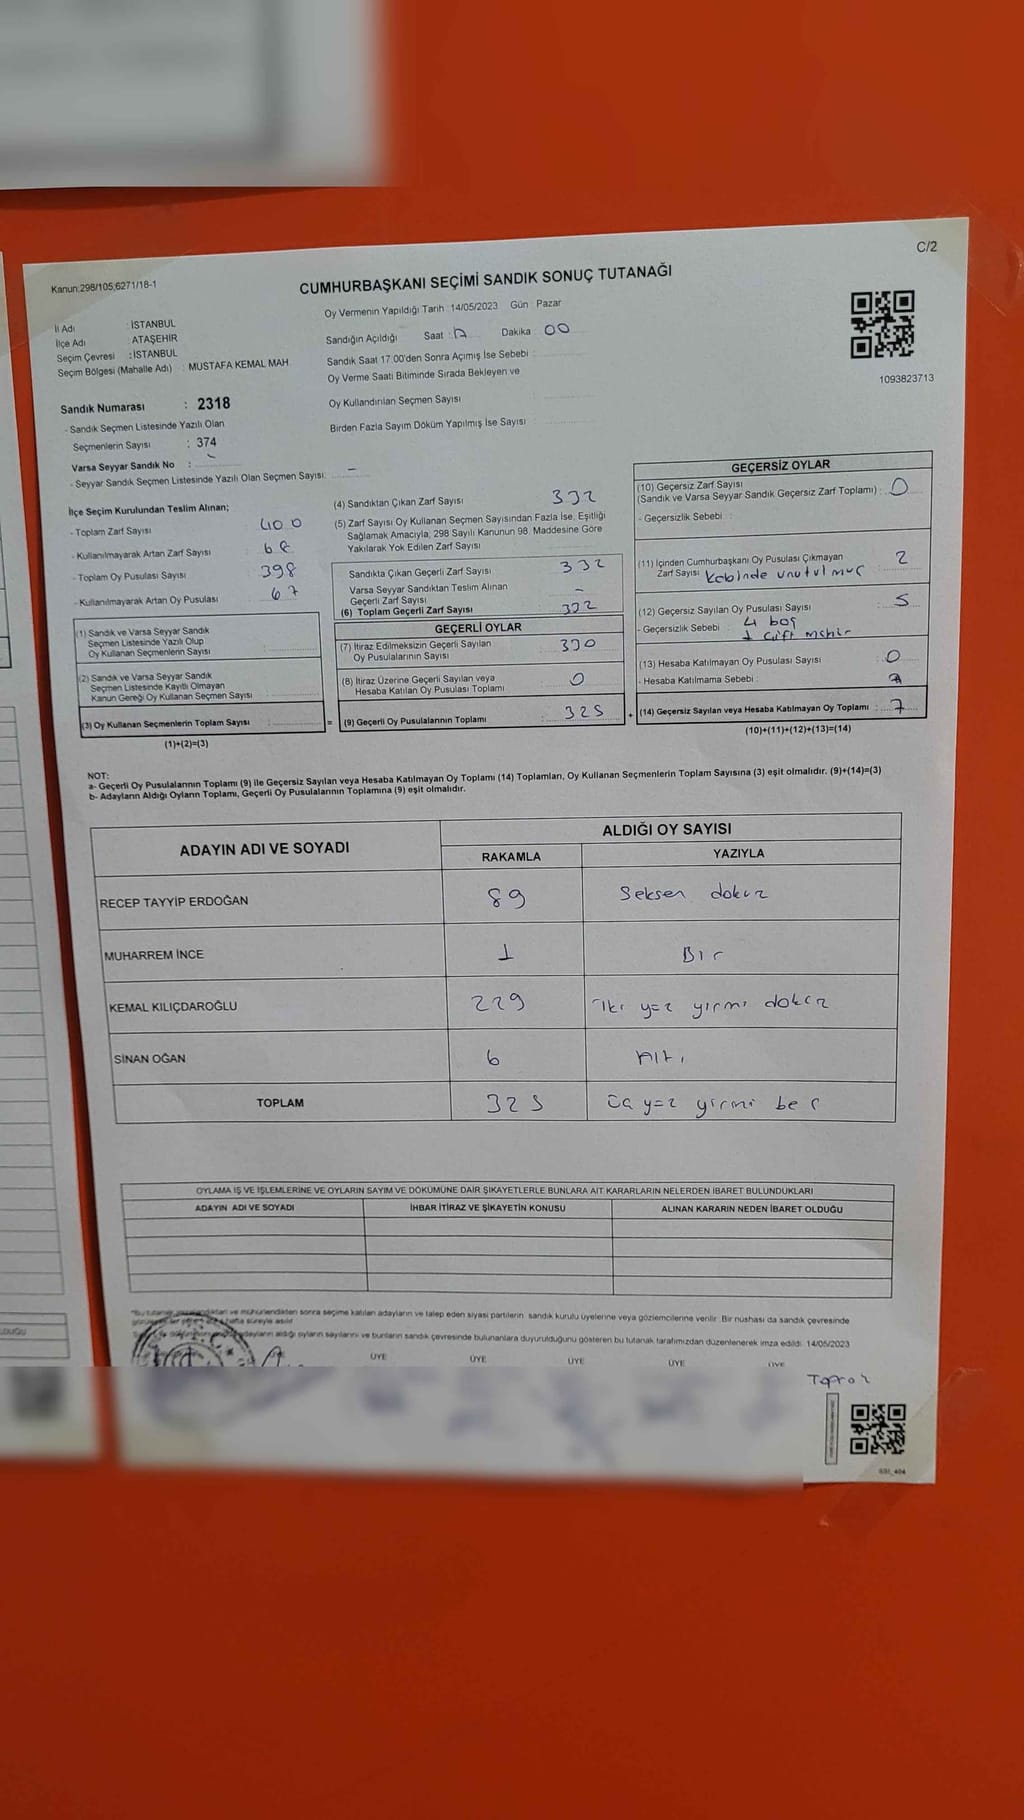 C/2
Kanun:298/105;6271/18-1
CUMHURBAŞKANI SEÇİMİ SANDIK SONUÇ TUTANAĞI
Oy Vermenin Yapıldığı Tarih 14/05/2023 Gün Pazar
İl Adı : İSTANBUL
İlçe Adı : ATAŞEHİR
Seçim Çevresi : İSTANBUL
Seçim Bölgesi (Mahalle Adı) : MUSTAFA KEMAL MAH
Sandığın Açıldığı Saat : 17 Dakika : 00
Sandık Saat 17:00'den Sonra Açılmış İse Sebebi :
Oy Verme Saati Bitiminde Sırada Bekleyen ve
Oy Kullandırılan Seçmen Sayısı
Birden Fazla Sayım Döküm Yapılmış İse Sayısı
1093823713
Sandık Numarası : 2318
- Sandık Seçmen Listesinde Yazılı Olan
Seçmenlerin Sayısı : 374
Varsa Seyyar Sandık No : -
- Seyyar Sandık Seçmen Listesinde Yazılı Olan Seçmen Sayısı: -
İlçe Seçim Kurulundan Teslim Alınan;
- Toplam Zarf Sayısı 400
- Kullanılmayarak Artan Zarf Sayısı 68
- Toplam Oy Pusulası Sayısı 398
- Kullanılmayarak Artan Oy Pusulası 67
(1) Sandık ve Varsa Seyyar Sandık
Seçmen Listesinde Yazılı Olup
Oy Kullanan Seçmenlerin Sayısı :
(2) Sandık ve Varsa Seyyar Sandık
Seçmen Listesinde Kayıtlı Olmayan
Kanun Gereği Oy Kullanan Seçmen Sayısı :
(3) Oy Kullanan Seçmenlerin Toplam Sayısı : =
(1)+(2)=(3)
(4) Sandıktan Çıkan Zarf Sayısı 332
(5) Zarf Sayısı Oy Kullanan Seçmen Sayısından Fazla İse, Eşitliği
Sağlamak Amacıyla; 298 Sayılı Kanunun 98. Maddesine Göre
Yakılarak Yok Edilen Zarf Sayısı
Sandıkta Çıkan Geçerli Zarf Sayısı 332
Varsa Seyyar Sandıktan Teslim Alınan
Geçerli Zarf Sayısı -
(6) Toplam Geçerli Zarf Sayısı 332
GEÇERLİ OYLAR
(7) İtiraz Edilmeksizin Geçerli Sayılan
Oy Pusulalarının Sayısı : 330
(8) İtiraz Üzerine Geçerli Sayılan veya
Hesaba Katılan Oy Pusulası Toplamı : 0
(9) Geçerli Oy Pusulalarının Toplamı : 325 +
GEÇERSİZ OYLAR
(10) Geçersiz Zarf Sayısı
(Sandık ve Varsa Seyyar Sandık Geçersiz Zarf Toplamı) : 0
- Geçersizlik Sebebi :
(11) İçinden Cumhurbaşkanı Oy Pusulası Çıkmayan
Zarf Sayısı Kabinde unutulmuş 2
(12) Geçersiz Sayılan Oy Pusulası Sayısı : 5
- Geçersizlik Sebebi : 4 boş
1 çift mühür
(13) Hesaba Katılmayan Oy Pusulası Sayısı : 0
- Hesaba Katılmama Sebebi :
(14) Geçersiz Sayılan veya Hesaba Katılmayan Oy Toplamı : 7
(10)+(11)+(12)+(13)=(14)
NOT:
a- Geçerli Oy Pusulalarının Toplamı (9) ile Geçersiz Sayılan veya Hesaba Katılmayan Oy Toplamı (14) Toplamları, Oy Kullanan Seçmenlerin Toplam Sayısına (3) eşit olmalıdır. (9)+(14)=(3)
b- Adayların Aldığı Oyların Toplamı, Geçerli Oy Pusulalarının Toplamına (9) eşit olmalıdır.
ADAYIN ADI VE SOYADI ALDIĞI OY SAYISI
RAKAMLA YAZIYLA
RECEP TAYYİP ERDOĞAN 89 Seksen dokuz
MUHARREM İNCE 1 Bir
KEMAL KILIÇDAROĞLU 229 iki yüz yirmi dokuz
SİNAN OĞAN 6 Altı
TOPLAM 325 üç yüz yirmi beş
OYLAMA İŞ VE İŞLEMLERİNE VE OYLARIN SAYIM VE DÖKÜMÜNE DAİR ŞİKAYETLERLE BUNLARA AİT KARARLARIN NELERDEN İBARET BULUNDUKLARI
ADAYIN ADI VE SOYADI İHBAR İTİRAZ VE ŞİKAYETİN KONUSU ALINAN KARARIN NEDEN İBARET OLDUĞU
sonra seçime katılan adayların ve talep eden siyasi partilerin sandık kurulu üyelerine veya gözlemcilerine verilir. Bir nüshası da sandık çevresinde
hafta süreyle asılır
adayların aldığı oyların sayılarını ve bunların sandık çevresinde bulunanlara duyurulduğunu gösteren bu tutanak tarafımızdan düzenlenerek imza edildi. 14/05/2023
ÜYE ÜYE ÜYE ÜYE ÜYE